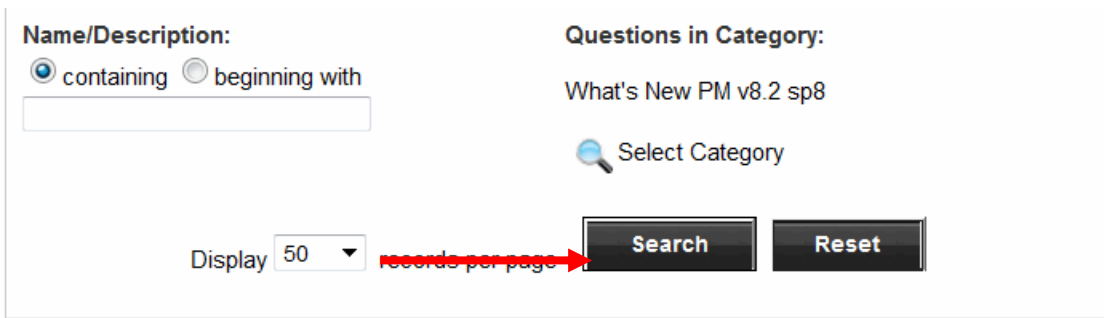 Name/Description:
containing beginning with
Questions in Category:
What's New PM v8.2 sp8
Select Category
Display 50 records per page
Search Reset